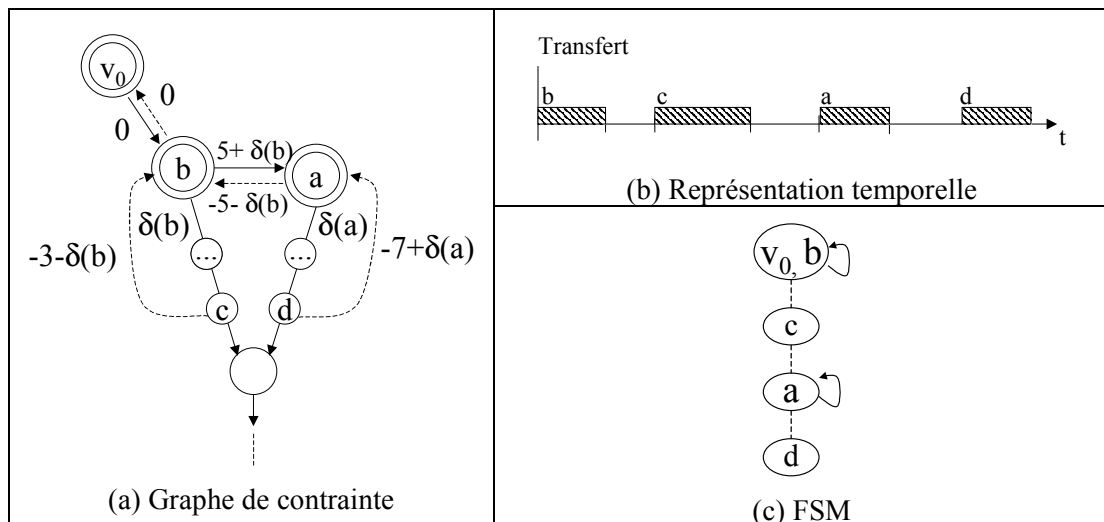 v₀
0
0
b
5+ δ(b)
a
-5- δ(b)
δ(b)
δ(a)
-3-δ(b)
-7+δ(a)
...
...
c
d
(a) Graphe de contrainte
Transfert
b c a d
t
(b) Représentation temporelle
v₀, b
c
a
d
(c) FSM